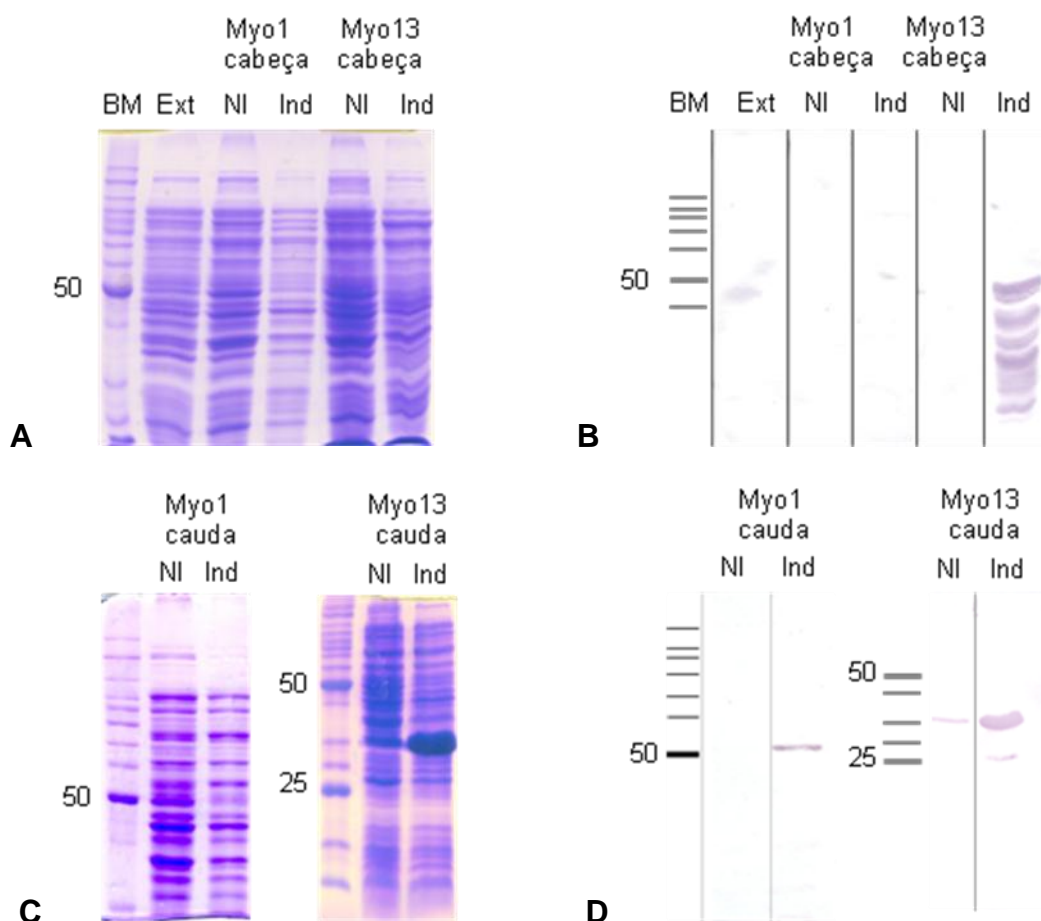 Myo1 Myo13
cabeça cabeça
BM Ext NI Ind NI Ind
50
A
Myo1 Myo13
cabeça cabeça
BM Ext NI Ind NI Ind
50
B
Myo1
cauda
NI Ind
50
Myo13
cauda
NI Ind
50
25
C
Myo1
cauda
NI Ind
50
Myo13
cauda
NI Ind
50
25
D